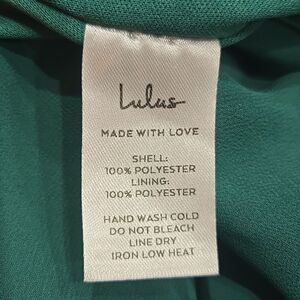 Lulus
MADE WITH LOVE
SHELL:
100% POLYESTER
LINING:
100% POLYESTER
HAND WASH COLD
DO NOT BLEACH
LINE DRY
IRON LOW HEAT